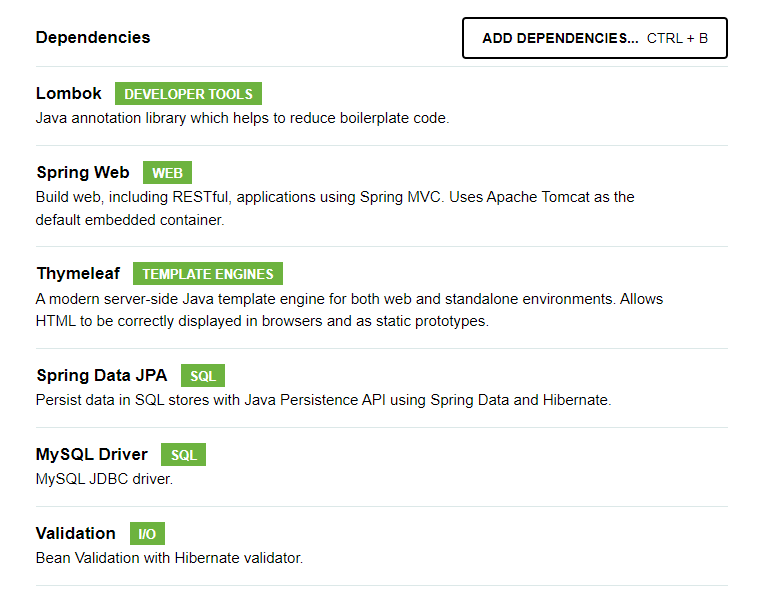 Dependencies
ADD DEPENDENCIES... CTRL + B
Lombok DEVELOPER TOOLS
Java annotation library which helps to reduce boilerplate code.
Spring Web WEB
Build web, including RESTful, applications using Spring MVC. Uses Apache Tomcat as the
default embedded container.
Thymeleaf TEMPLATE ENGINES
A modern server-side Java template engine for both web and standalone environments. Allows
HTML to be correctly displayed in browsers and as static prototypes.
Spring Data JPA SQL
Persist data in SQL stores with Java Persistence API using Spring Data and Hibernate.
MySQL Driver SQL
MySQL JDBC driver.
Validation I/O
Bean Validation with Hibernate validator.